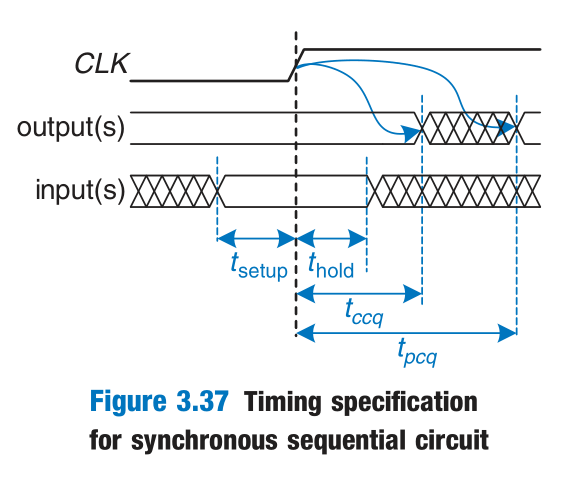 CLK
output(s)
input(s)
tsetup thold
tccq
tpcq
Figure 3.37 Timing specification
for synchronous sequential circuit